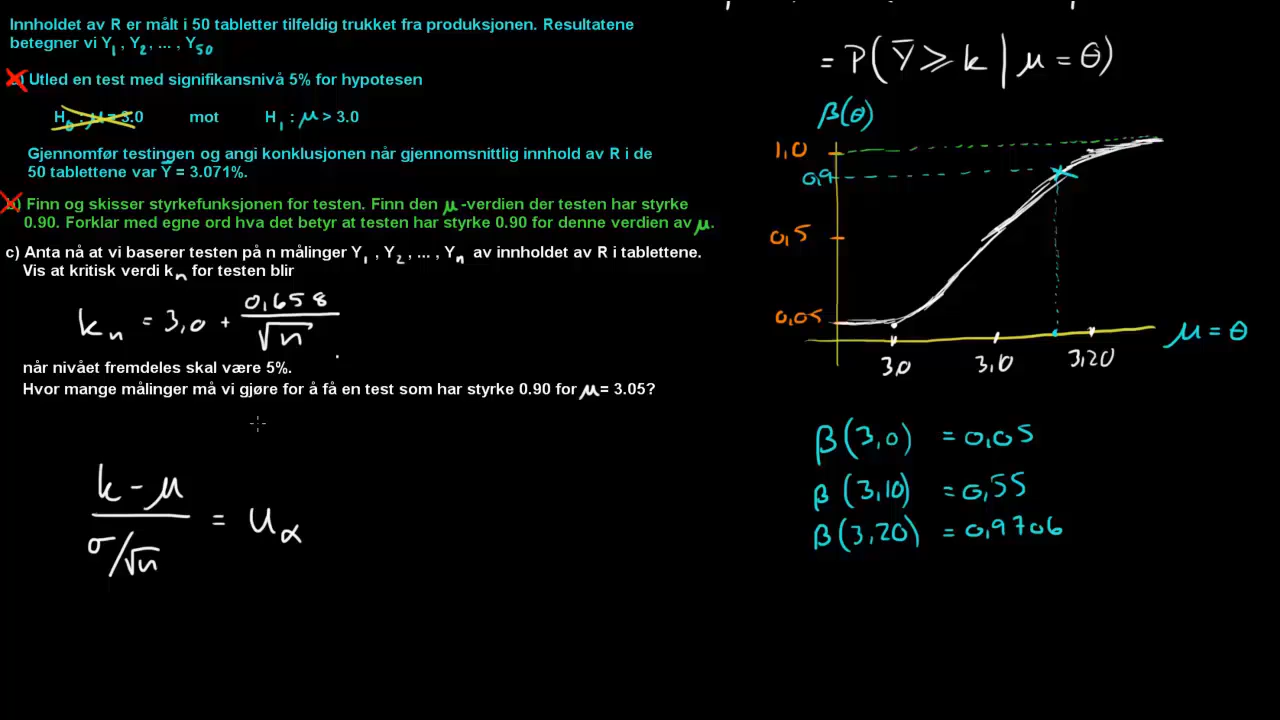 Innholdet av R er målt i 50 tabletter tilfeldig trukket fra produksjonen. Resultatene
betegner vi Y1 , Y2 , ... , Y50
a) Utled en test med signifikansnivå 5% for hypotesen
H0 : μ = 3.0 mot H1 : μ > 3.0
Gjennomfør testingen og angi konklusjonen når gjennomsnittlig innhold av R i de
50 tablettene var Ȳ = 3.071%.
b) Finn og skisser styrkefunksjonen for testen. Finn den μ -verdien der testen har styrke
0.90. Forklar med egne ord hva det betyr at testen har styrke 0.90 for denne verdien av μ.
c) Anta nå at vi baserer testen på n målinger Y1 , Y2 , ... , Yn av innholdet av R i tablettene.
Vis at kritisk verdi kn for testen blir
kn = 3,0 + 0,658 / √n
når nivået fremdeles skal være 5%.
Hvor mange målinger må vi gjøre for å få en test som har styrke 0.90 for μ = 3.05?
k - μ
σ/√n
= uα
= P(Ȳ ⩾ k | μ = θ)
β(θ)
1,0
0,9
0,5
0,05
3,0 3,10 3,20
μ = θ
β(3,0) = 0,05
β(3,10) = 0,55
β(3,20) = 0,9706